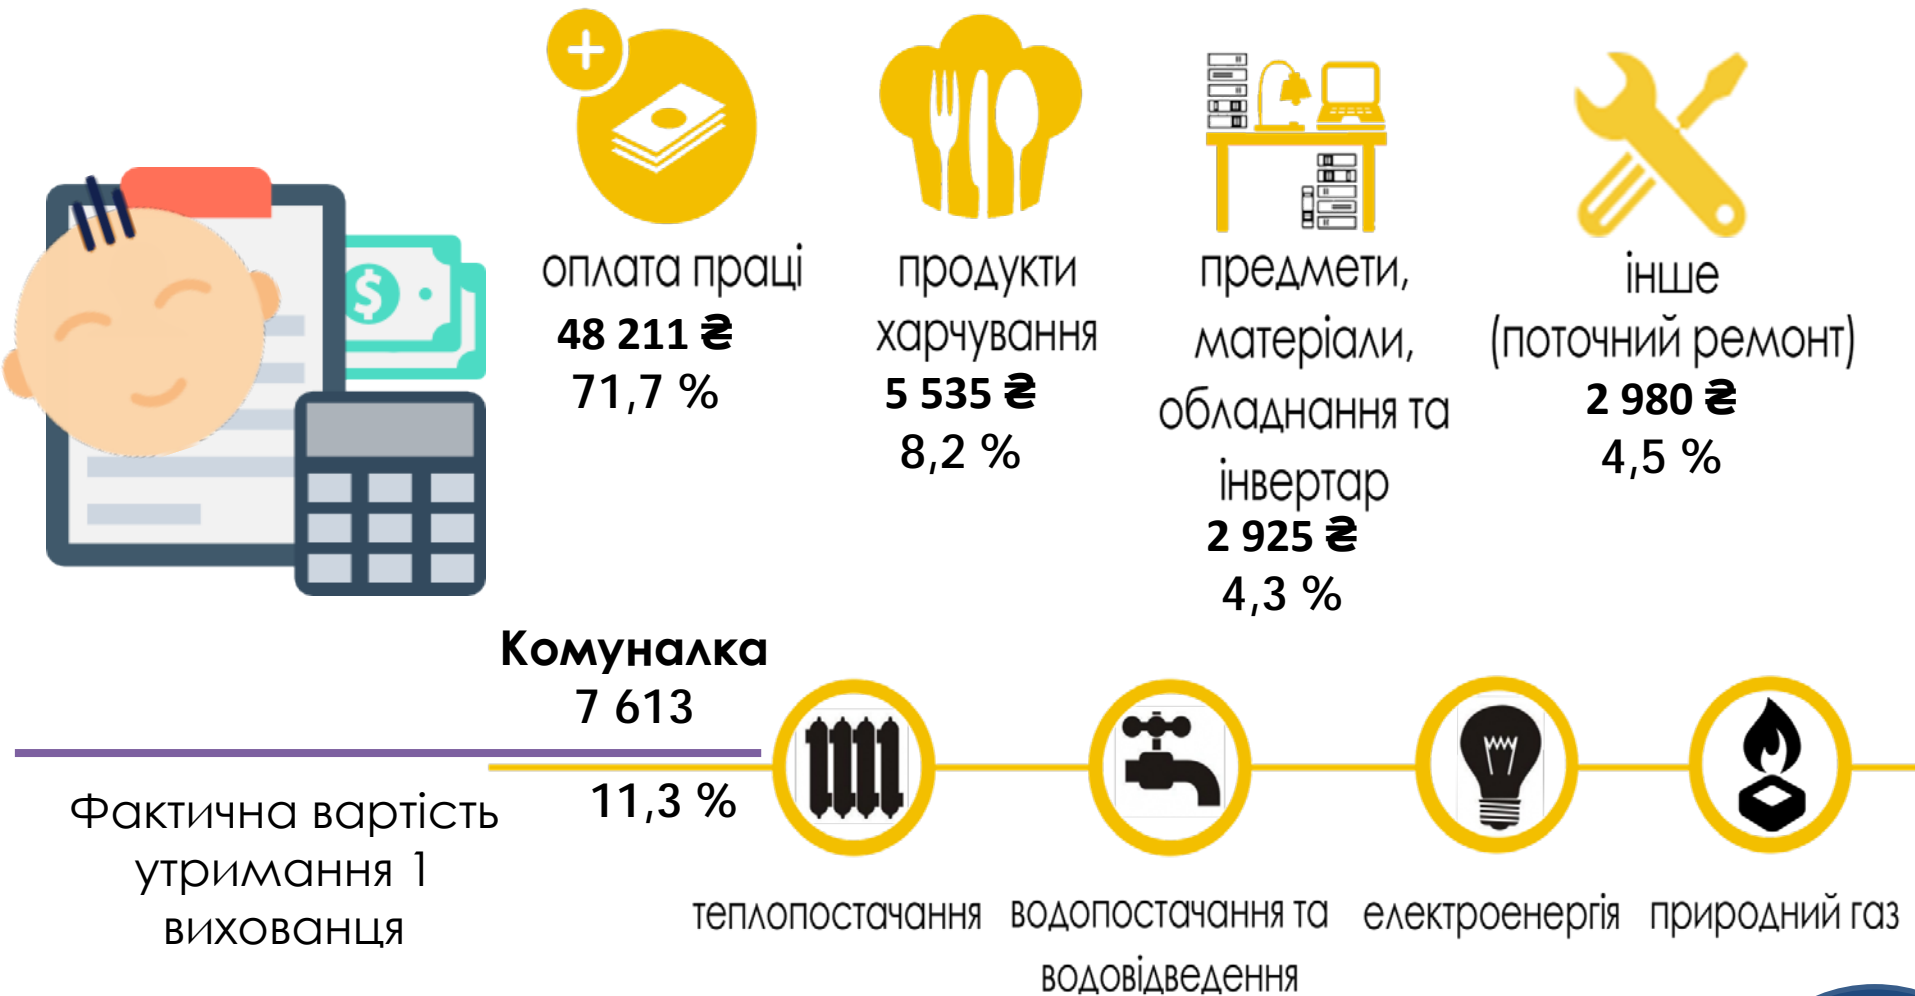 оплата праці
48 211 ₴
71,7 %
продукти
харчування
5 535 ₴
8,2 %
предмети,
матеріали,
обладнання та
інвертар
2 925 ₴
4,3 %
інше
(поточний ремонт)
2 980 ₴
4,5 %
Комуналка
7 613
11,3 %
Фактична вартість
утримання 1
вихованця
теплопостачання
водопостачання та
водовідведення
електроенергія
природний газ